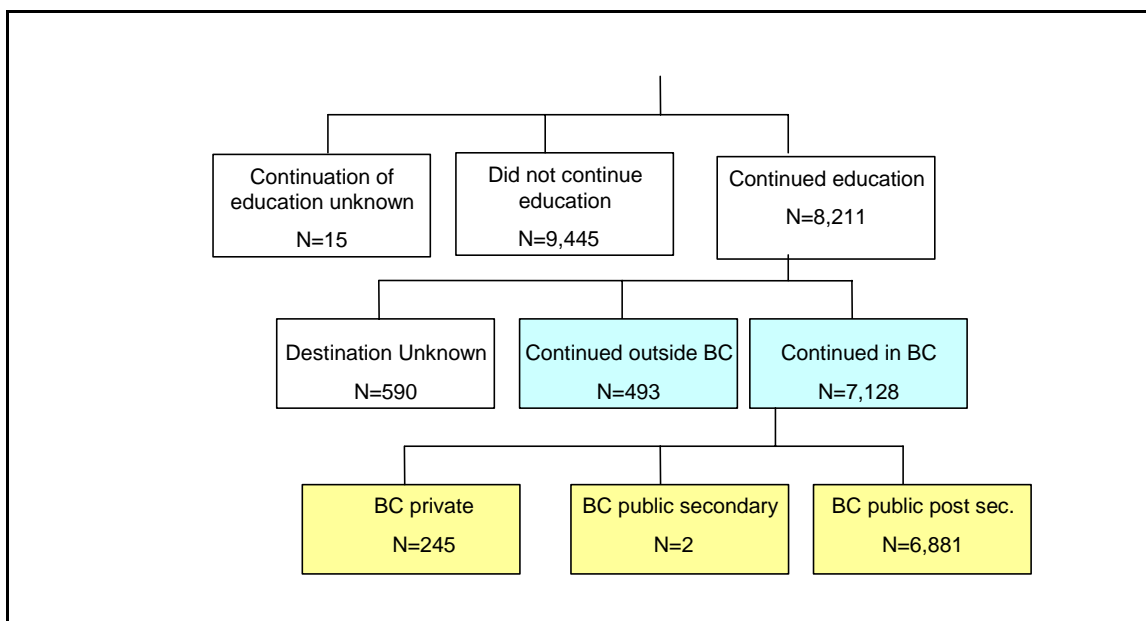 Continuation of
education unknown
N=15
Did not continue
education
N=9,445
Continued education
N=8,211
Destination Unknown
N=590
Continued outside BC
N=493
Continued in BC
N=7,128
BC private
N=245
BC public secondary
N=2
BC public post sec.
N=6,881